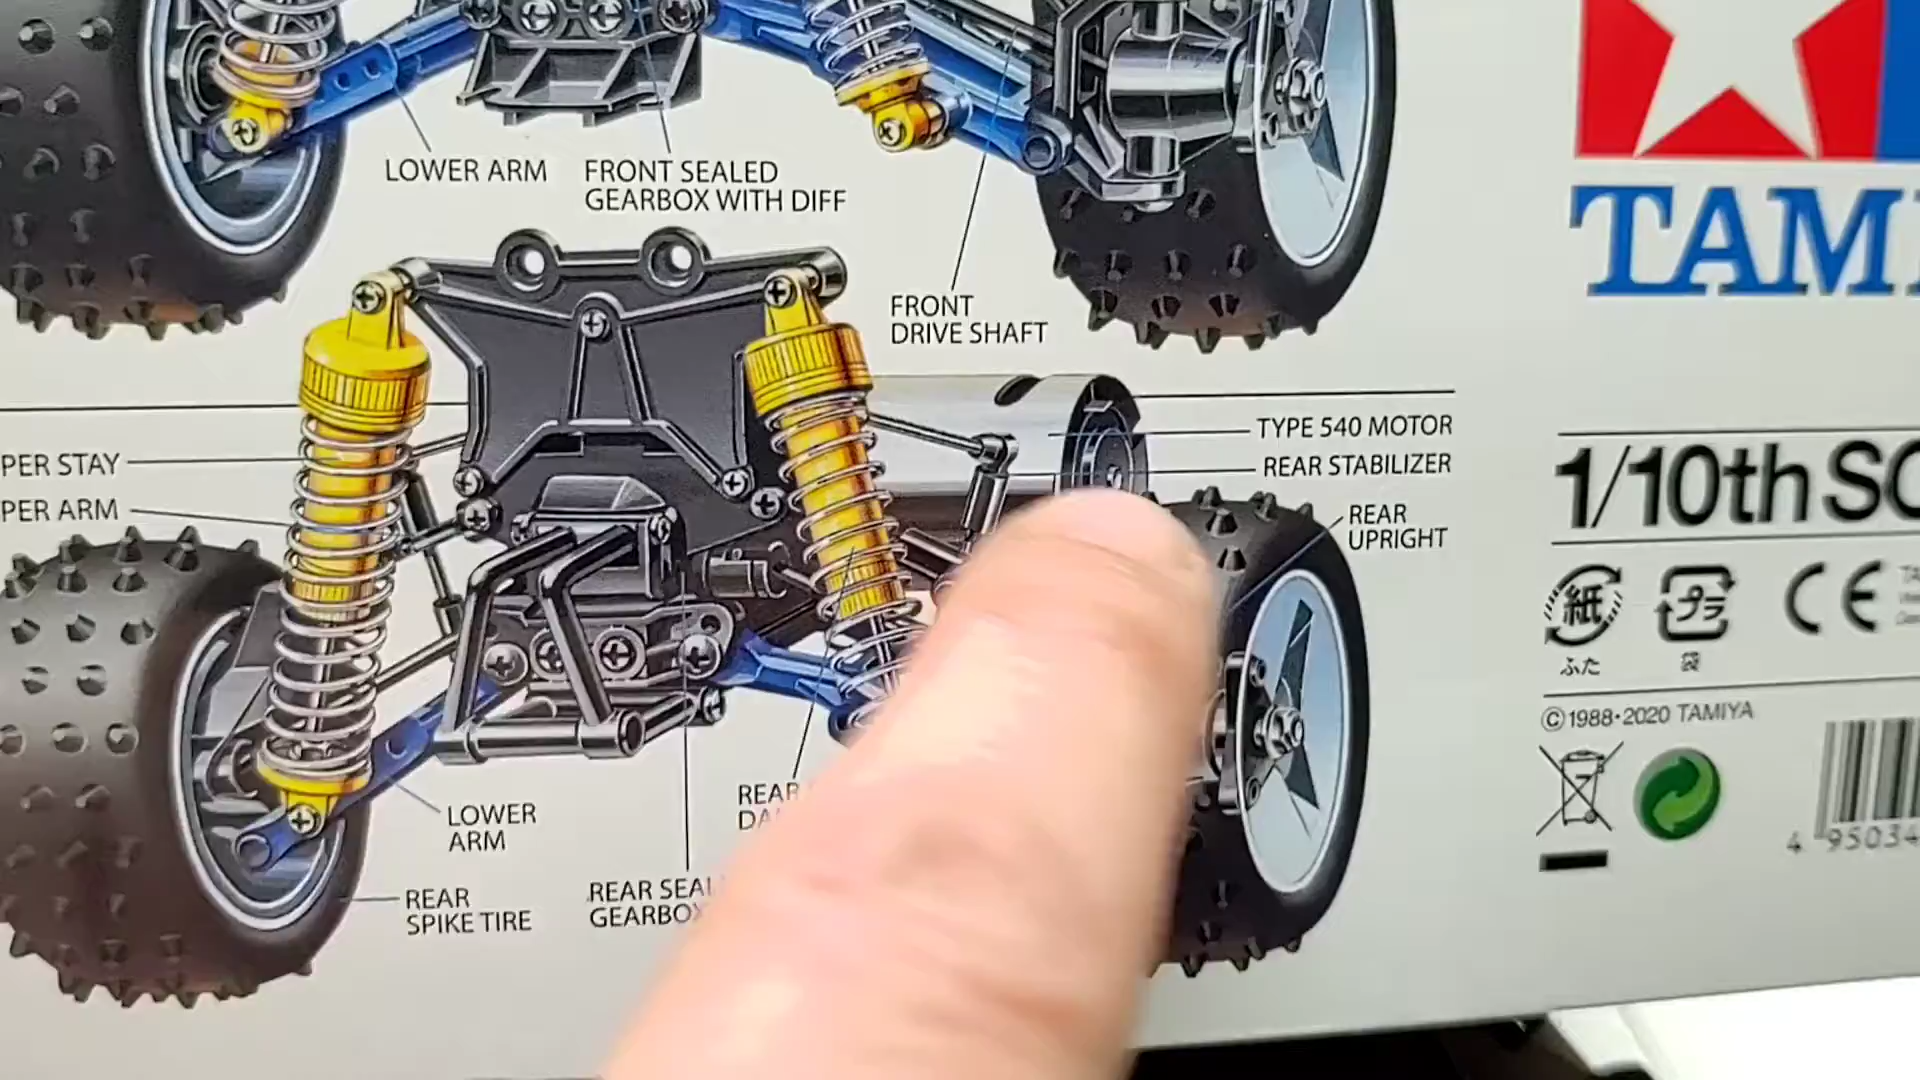 LOWER ARM
FRONT SEALED
GEARBOX WITH DIFF
FRONT
DRIVE SHAFT
TYPE 540 MOTOR
REAR STABILIZER
REAR
UPRIGHT
PER STAY
PER ARM
LOWER
ARM
REAR
SPIKE TIRE
REAR SEAL
GEARBOX
REAR
TAMI
1/10th SC
紙
ふた
プラ
袋
CE
©1988•2020 TAMIYA
4 95034